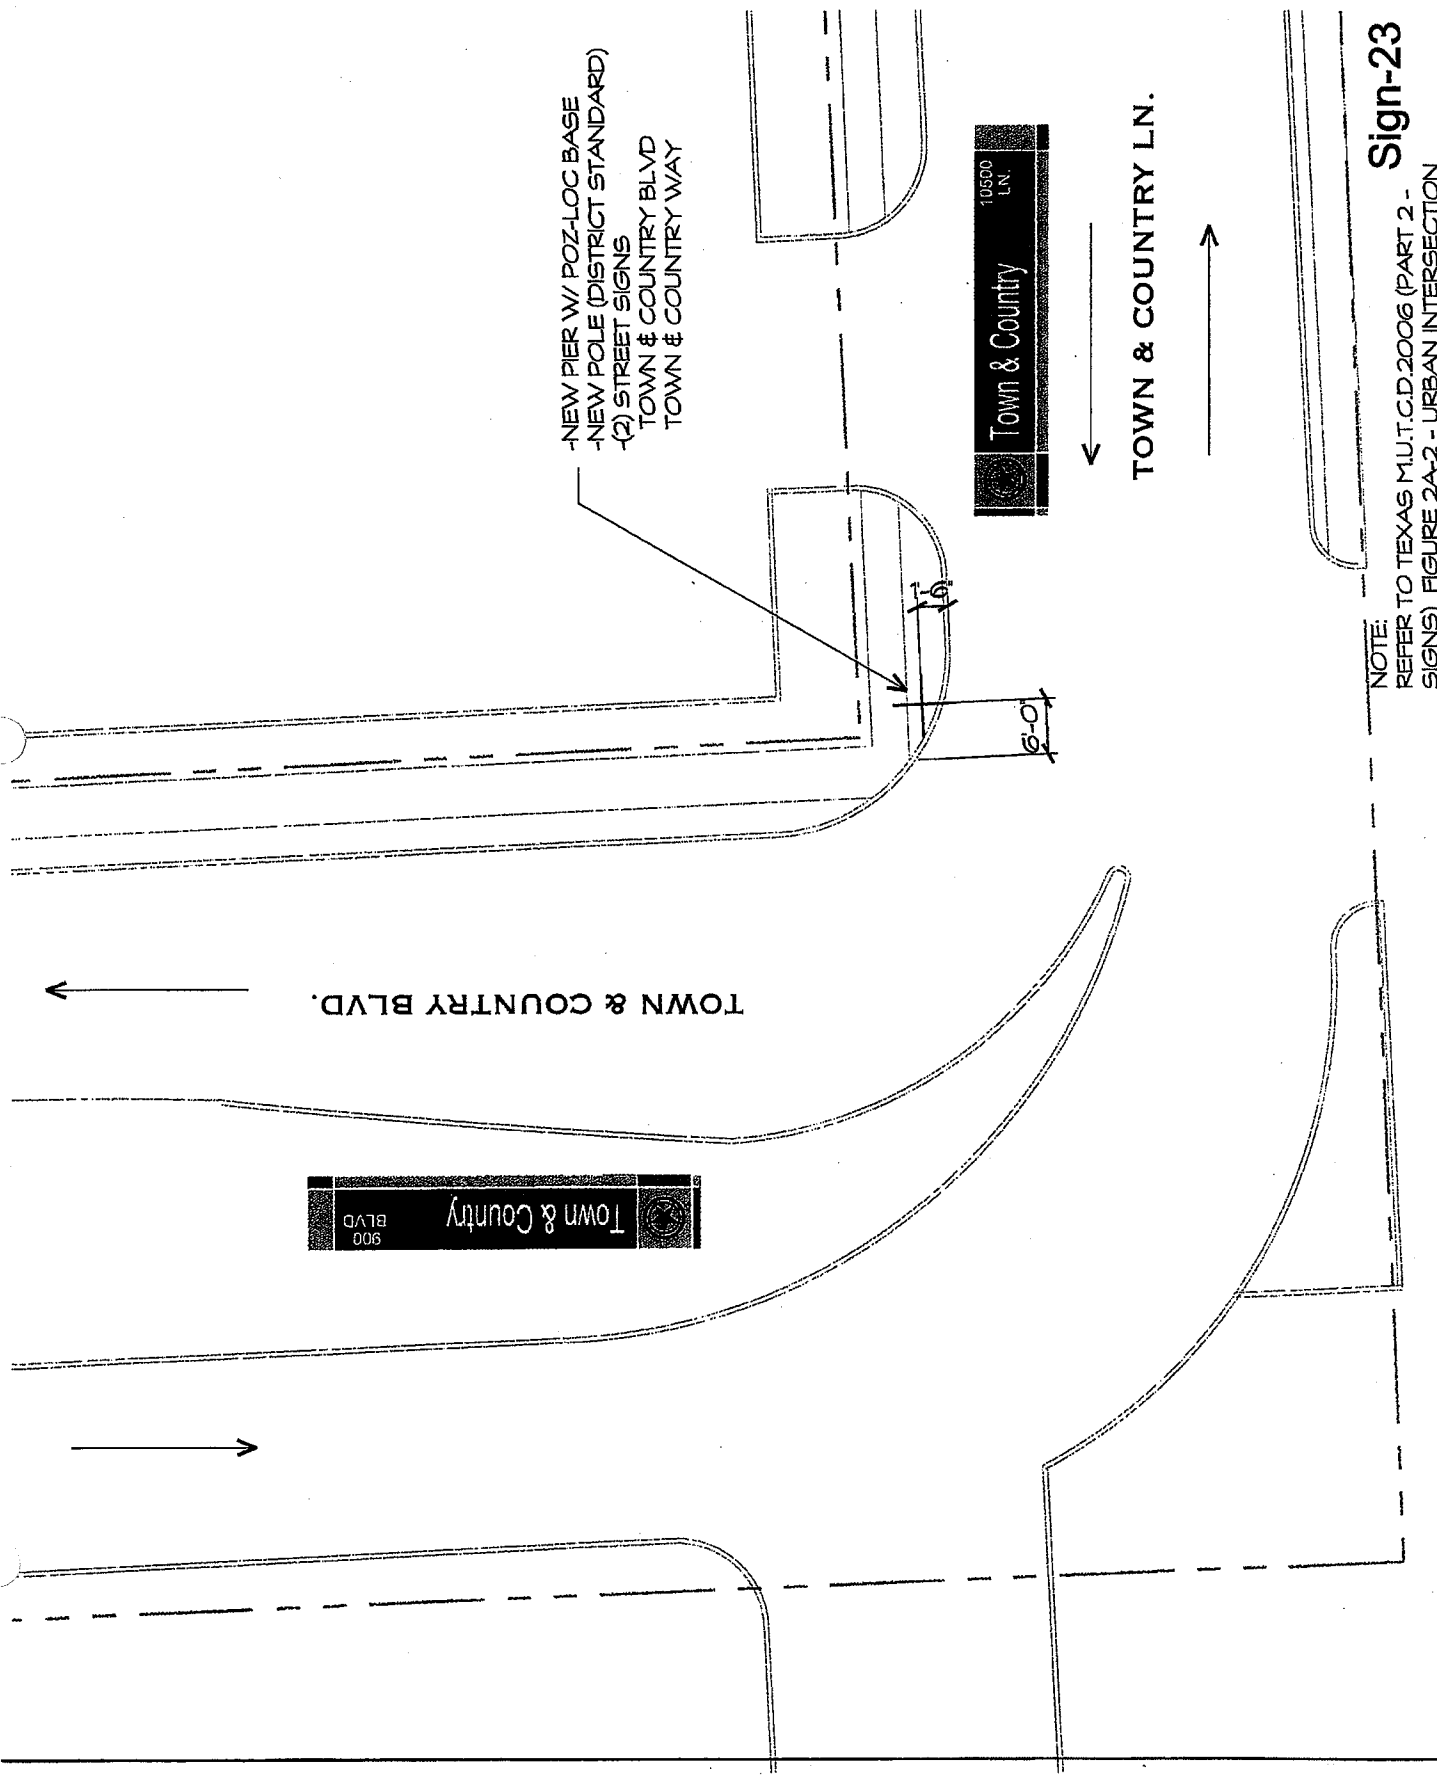 -NEW PIER W/ POZ-LOC BASE
-NEW POLE (DISTRICT STANDARD)
-(2) STREET SIGNS
TOWN & COUNTRY BLVD
TOWN & COUNTRY WAY
1'-6"
6'-0"
Town & Country
10600
LN.
TOWN & COUNTRY LN.
TOWN & COUNTRY BLVD.
Town & Country
900
BLVD
Sign-23
NOTE:
REFER TO TEXAS M.U.T.C.D.2006 (PART 2 -
SIGNS) FIGURE 2A-2 - URBAN INTERSECTION